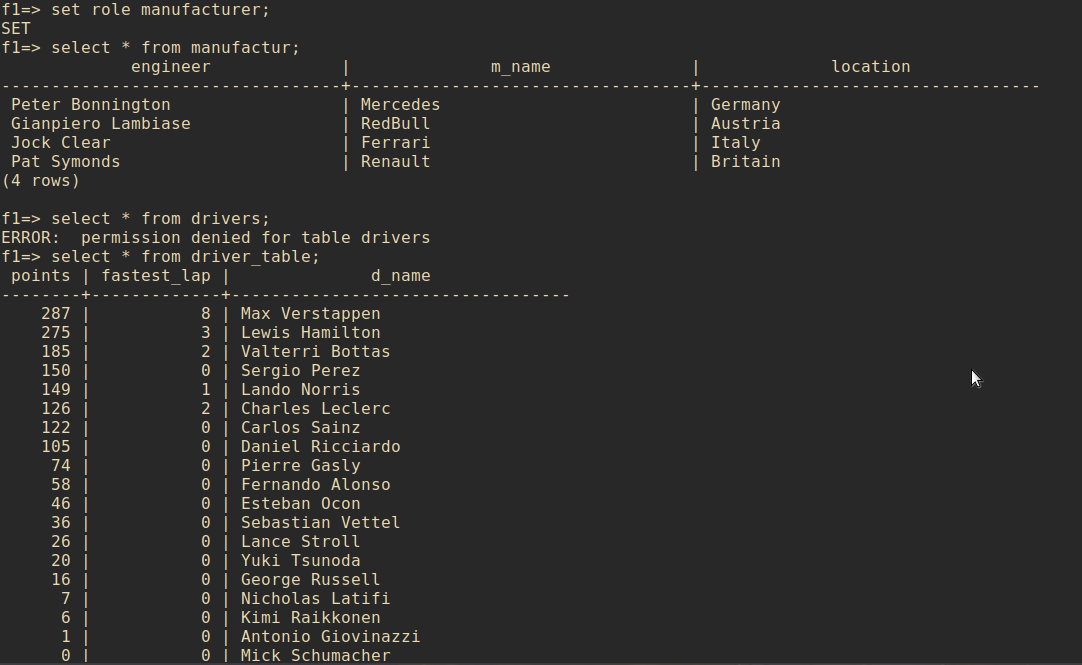 f1=> set role manufacturer;
SET
f1=> select * from manufactur;
             engineer             |              m_name              |             location
----------------------------------+----------------------------------+----------------------------------
 Peter Bonnington                 | Mercedes                         | Germany
 Gianpiero Lambiase               | RedBull                          | Austria
 Jock Clear                       | Ferrari                          | Italy
 Pat Symonds                      | Renault                          | Britain
(4 rows)

f1=> select * from drivers;
ERROR:  permission denied for table drivers
f1=> select * from driver_table;
 points | fastest_lap |              d_name
--------+-------------+----------------------------------
    287 |           8 | Max Verstappen
    275 |           3 | Lewis Hamilton
    185 |           2 | Valterri Bottas
    150 |           0 | Sergio Perez
    149 |           1 | Lando Norris
    126 |           2 | Charles Leclerc
    122 |           0 | Carlos Sainz
    105 |           0 | Daniel Ricciardo
     74 |           0 | Pierre Gasly
     58 |           0 | Fernando Alonso
     46 |           0 | Esteban Ocon
     36 |           0 | Sebastian Vettel
     26 |           0 | Lance Stroll
     20 |           0 | Yuki Tsunoda
     16 |           0 | George Russell
      7 |           0 | Nicholas Latifi
      6 |           0 | Kimi Raikkonen
      1 |           0 | Antonio Giovinazzi
      0 |           0 | Mick Schumacher